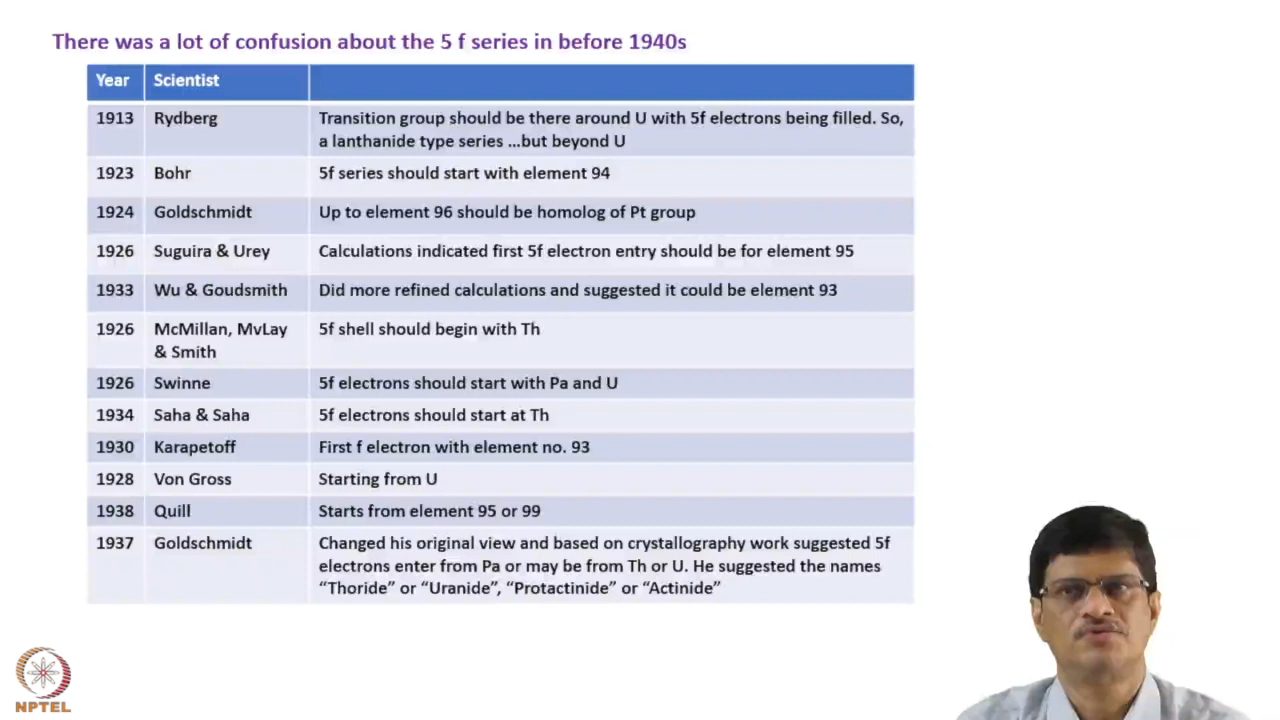 There was a lot of confusion about the 5 f series in before 1940s
Year Scientist
1913 Rydberg Transition group should be there around U with 5f electrons being filled. So,
a lanthanide type series ...but beyond U
1923 Bohr 5f series should start with element 94
1924 Goldschmidt Up to element 96 should be homolog of Pt group
1926 Suguira & Urey Calculations indicated first 5f electron entry should be for element 95
1933 Wu & Goudsmith Did more refined calculations and suggested it could be element 93
1926 McMillan, MvLay 5f shell should begin with Th
& Smith
1926 Swinne 5f electrons should start with Pa and U
1934 Saha & Saha 5f electrons should start at Th
1930 Karapetoff First f electron with element no. 93
1928 Von Gross Starting from U
1938 Quill Starts from element 95 or 99
1937 Goldschmidt Changed his original view and based on crystallography work suggested 5f
electrons enter from Pa or may be from Th or U. He suggested the names
“Thoride” or “Uranide”, “Protactinide” or “Actinide”
NPTEL